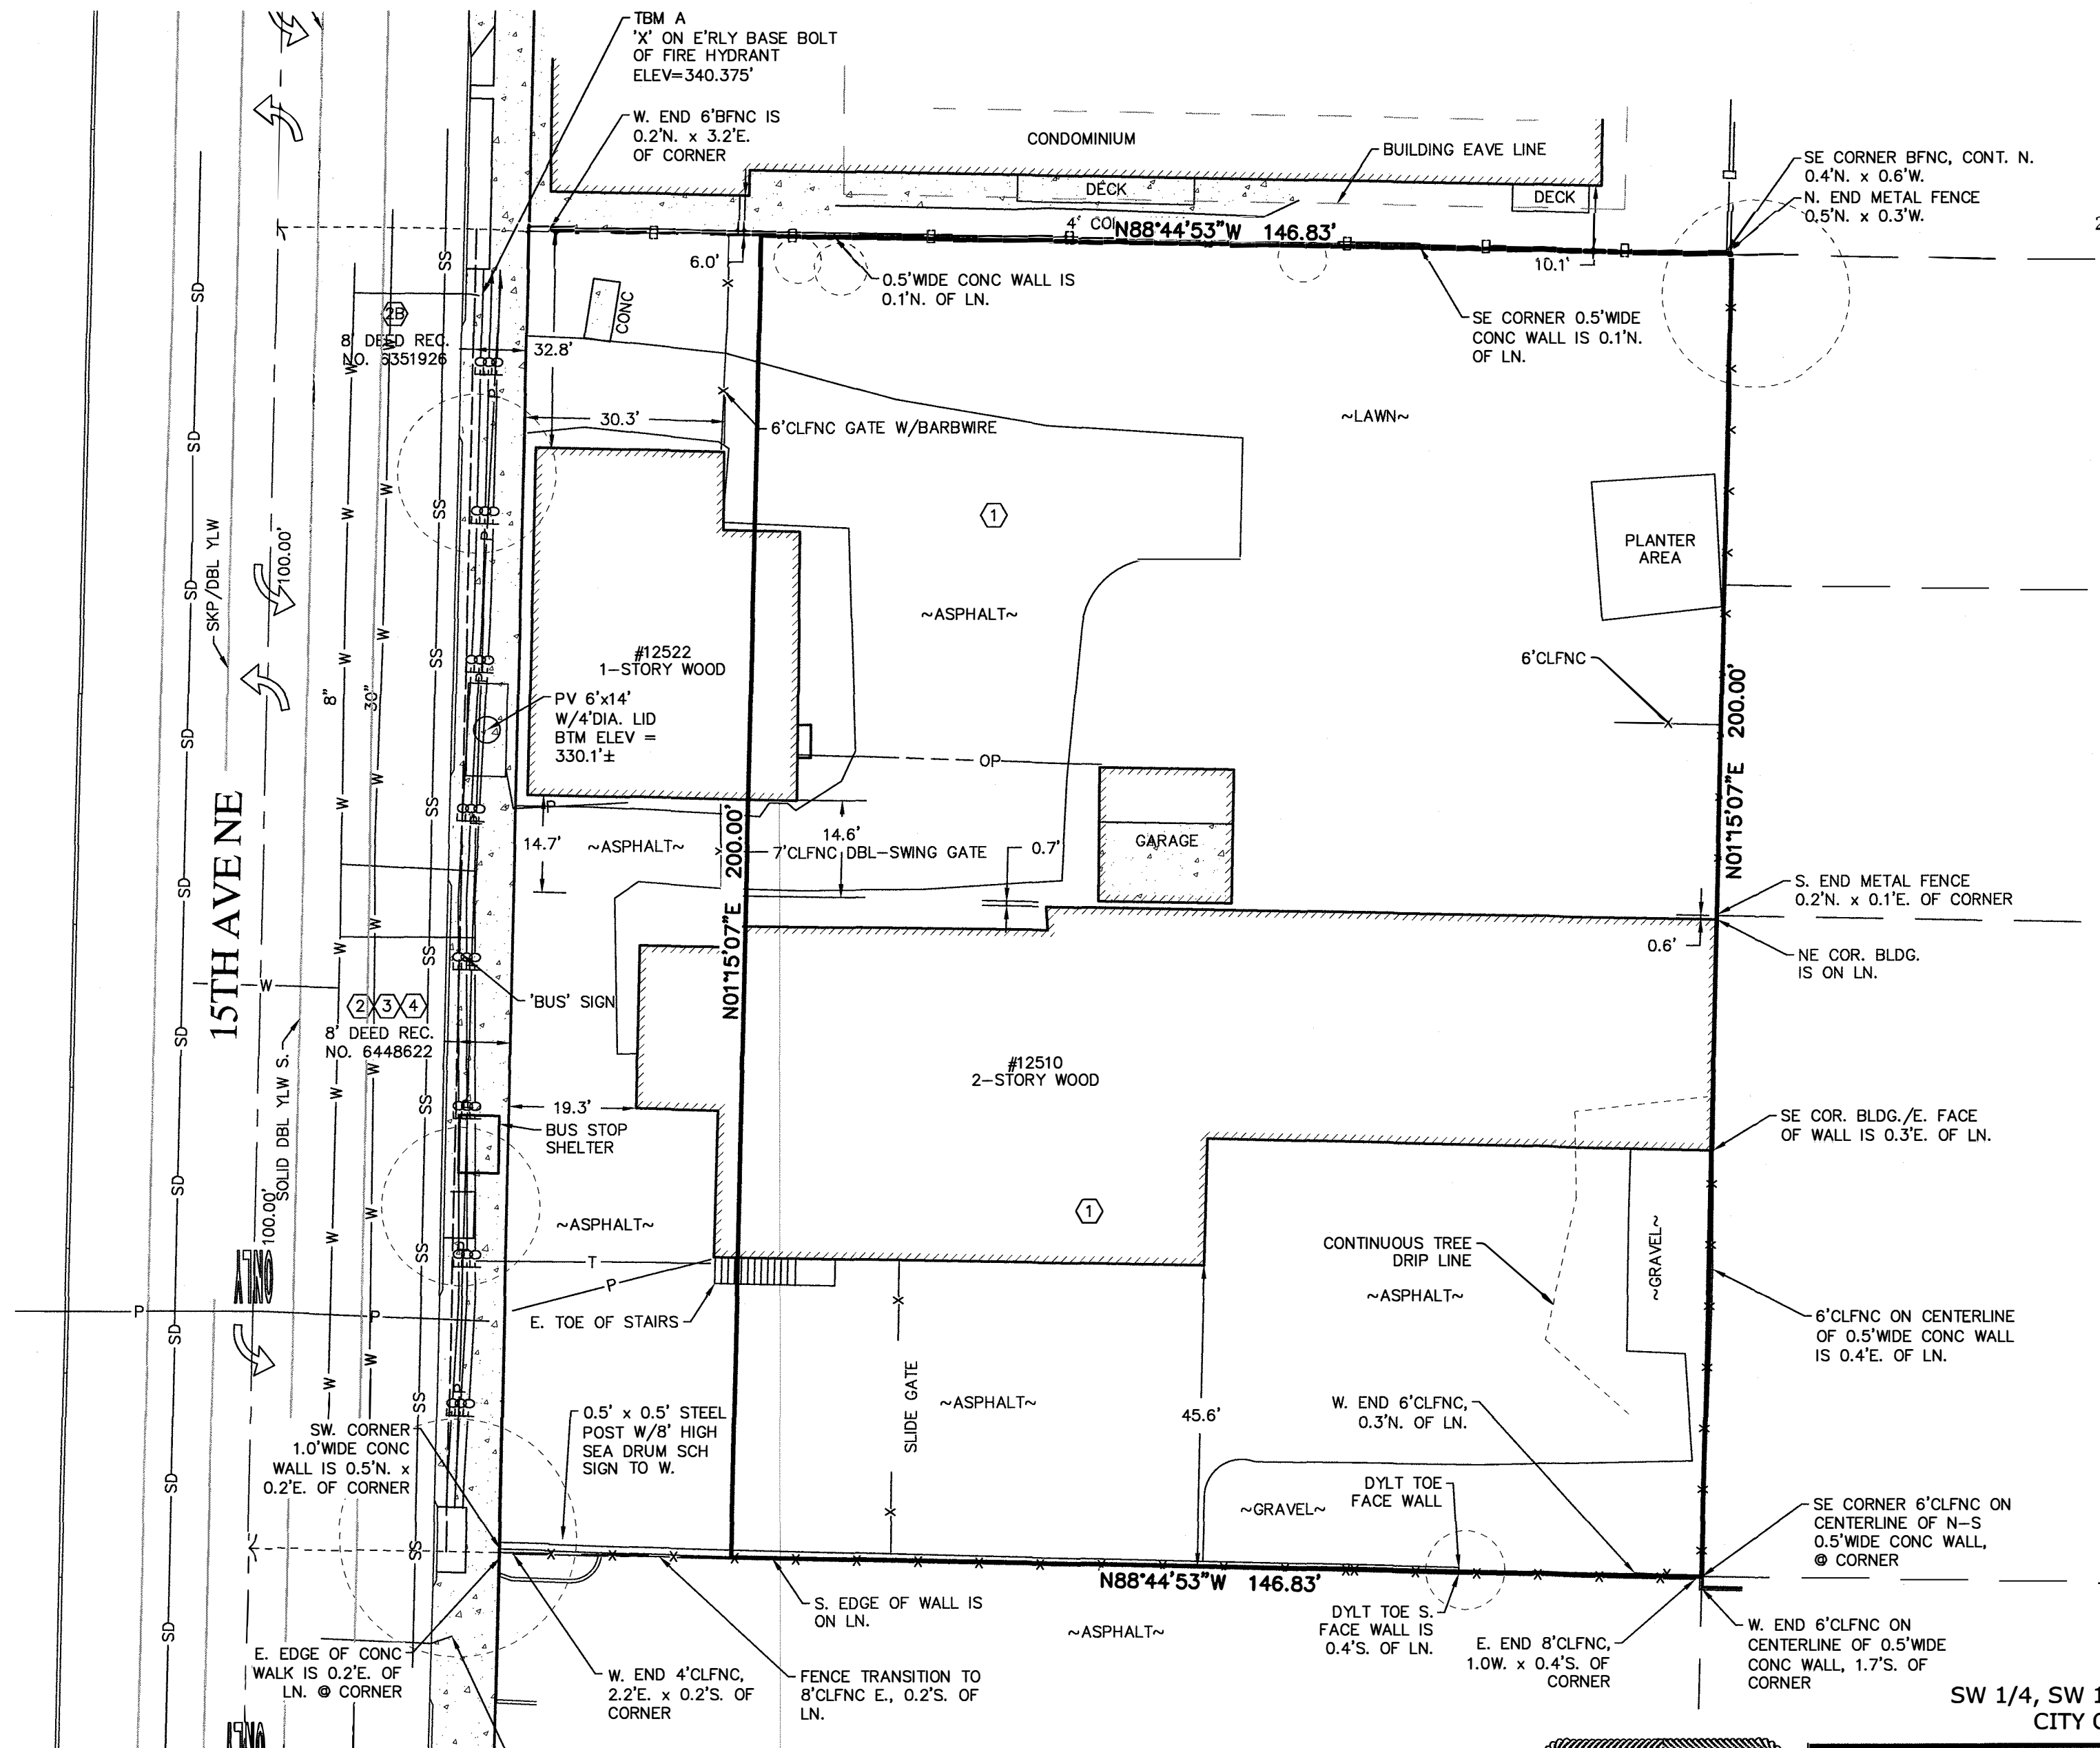 TBM A
'X' ON E'RLY BASE BOLT
OF FIRE HYDRANT
ELEV=340.375'
W. END 6'BFNC IS
0.2'N. x 3.2'E.
OF CORNER
CONDOMINIUM
BUILDING EAVE LINE
DECK
DECK
SE CORNER BFNC, CONT. N.
0.4'N. x 0.6'W.
N. END METAL FENCE
0.5'N. x 0.3'W.
N88°44'53"W 146.83'
6.0'
10.1'
0.5'WIDE CONC WALL IS
0.1'N. OF LN.
SE CORNER 0.5'WIDE
CONC WALL IS 0.1'N.
OF LN.
CONC
2B
8' DEED REC.
NO. 6351926
32.8'
30.3'
6'CLFNC GATE W/BARBWIRE
~LAWN~
1
~ASPHALT~
PLANTER
AREA
6'CLFNC
SKP/DBL YLW
100.00'
#12522
1-STORY WOOD
PV 6'x14'
W/4'DIA. LID
BTM ELEV =
330.1'±
8"
30"
OP
GARAGE
N01°15'07"E 200.00'
15TH AVE NE
14.7'
~ASPHALT~
14.6'
7'CLFNC DBL-SWING GATE
0.7'
N01°15'07"E 200.00'
S. END METAL FENCE
0.2'N. x 0.1'E. OF CORNER
0.6'
NE COR. BLDG.
IS ON LN.
'BUS' SIGN
2 3 4
8' DEED REC.
NO. 6448622
SOLID DBL YLW S.
100.00'
#12510
2-STORY WOOD
19.3'
BUS STOP
SHELTER
SE COR. BLDG./E. FACE
OF WALL IS 0.3'E. OF LN.
~ASPHALT~
1
CONTINUOUS TREE
DRIP LINE
~ASPHALT~
~GRAVEL~
ONLY
T
P
E. TOE OF STAIRS
6'CLFNC ON CENTERLINE
OF 0.5'WIDE CONC WALL
IS 0.4'E. OF LN.
SLIDE GATE
~ASPHALT~
45.6'
W. END 6'CLFNC,
0.3'N. OF LN.
0.5' x 0.5' STEEL
POST W/8' HIGH
SEA DRUM SCH
SIGN TO W.
SW. CORNER
1.0'WIDE CONC
WALL IS 0.5'N. x
0.2'E. OF CORNER
DYLT TOE
FACE WALL
~GRAVEL~
SE CORNER 6'CLFNC ON
CENTERLINE OF N-S
0.5'WIDE CONC WALL,
@ CORNER
N88°44'53"W 146.83'
S. EDGE OF WALL IS
ON LN.
~ASPHALT~
DYLT TOE S.
FACE WALL IS
0.4'S. OF LN.
E. END 8'CLFNC,
1.0W. x 0.4'S. OF
CORNER
W. END 6'CLFNC ON
CENTERLINE OF 0.5'WIDE
CONC WALL, 1.7'S. OF
CORNER
E. EDGE OF CONC
WALK IS 0.2'E. OF
LN. @ CORNER
W. END 4'CLFNC,
2.2'E. x 0.2'S. OF
CORNER
FENCE TRANSITION TO
8'CLFNC E., 0.2'S. OF
LN.
ONLY
SW 1/4, SW 1
CITY